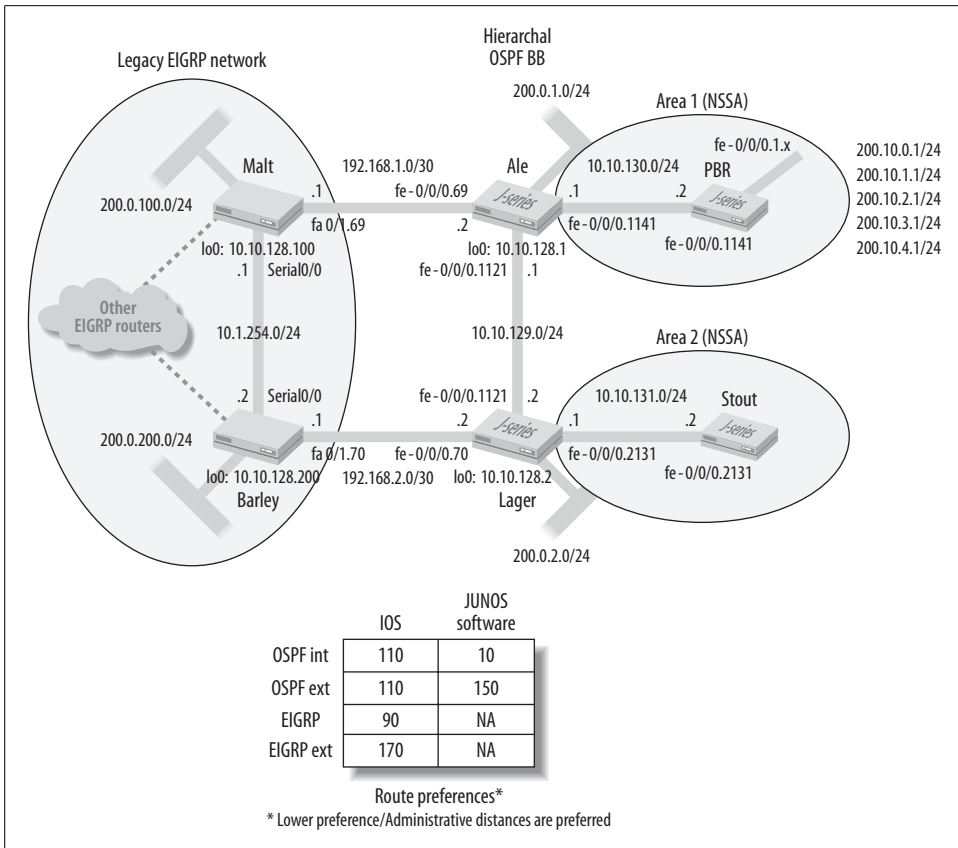 Hierarchal
OSPF BB
Legacy EIGRP network
200.0.1.0/24
Area 1 (NSSA)
fe-0/0/0.1.x
200.10.0.1/24
200.10.1.1/24
200.10.2.1/24
200.10.3.1/24
200.10.4.1/24
Malt
192.168.1.0/30
Ale
10.10.130.0/24
PBR
.1
fe-0/0/0.69
J-series
.1
.2
J-series
200.0.100.0/24
fa 0/1.69
.2
fe-0/0/0.1141
fe-0/0/0.1141
lo0: 10.10.128.100
lo0: 10.10.128.1
.1
Serial0/0
fe-0/0/0.1121
.1
Other
EIGRP routers
10.1.254.0/24
10.10.129.0/24
Area 2 (NSSA)
.2
Serial0/0
fe-0/0/0.1121
.2
10.10.131.0/24
Stout
200.0.200.0/24
.1
.2
J-series
.1
.2
J-series
fa 0/1.70
fe-0/0/0.70
fe-0/0/0.2131
fe-0/0/0.2131
lo0: 10.10.128.200
192.168.2.0/30
lo0: 10.10.128.2
Barley
Lager
200.0.2.0/24
IOS
JUNOS
software
OSPF int 110 10
OSPF ext 110 150
EIGRP 90 NA
EIGRP ext 170 NA
Route preferences*
* Lower preference/Administrative distances are preferred